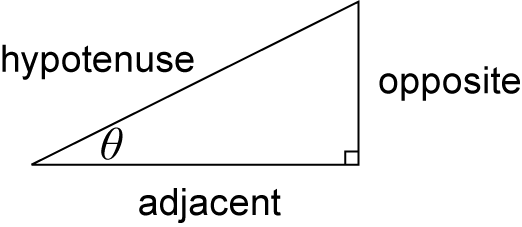 hypotenuse
opposite
θ
adjacent